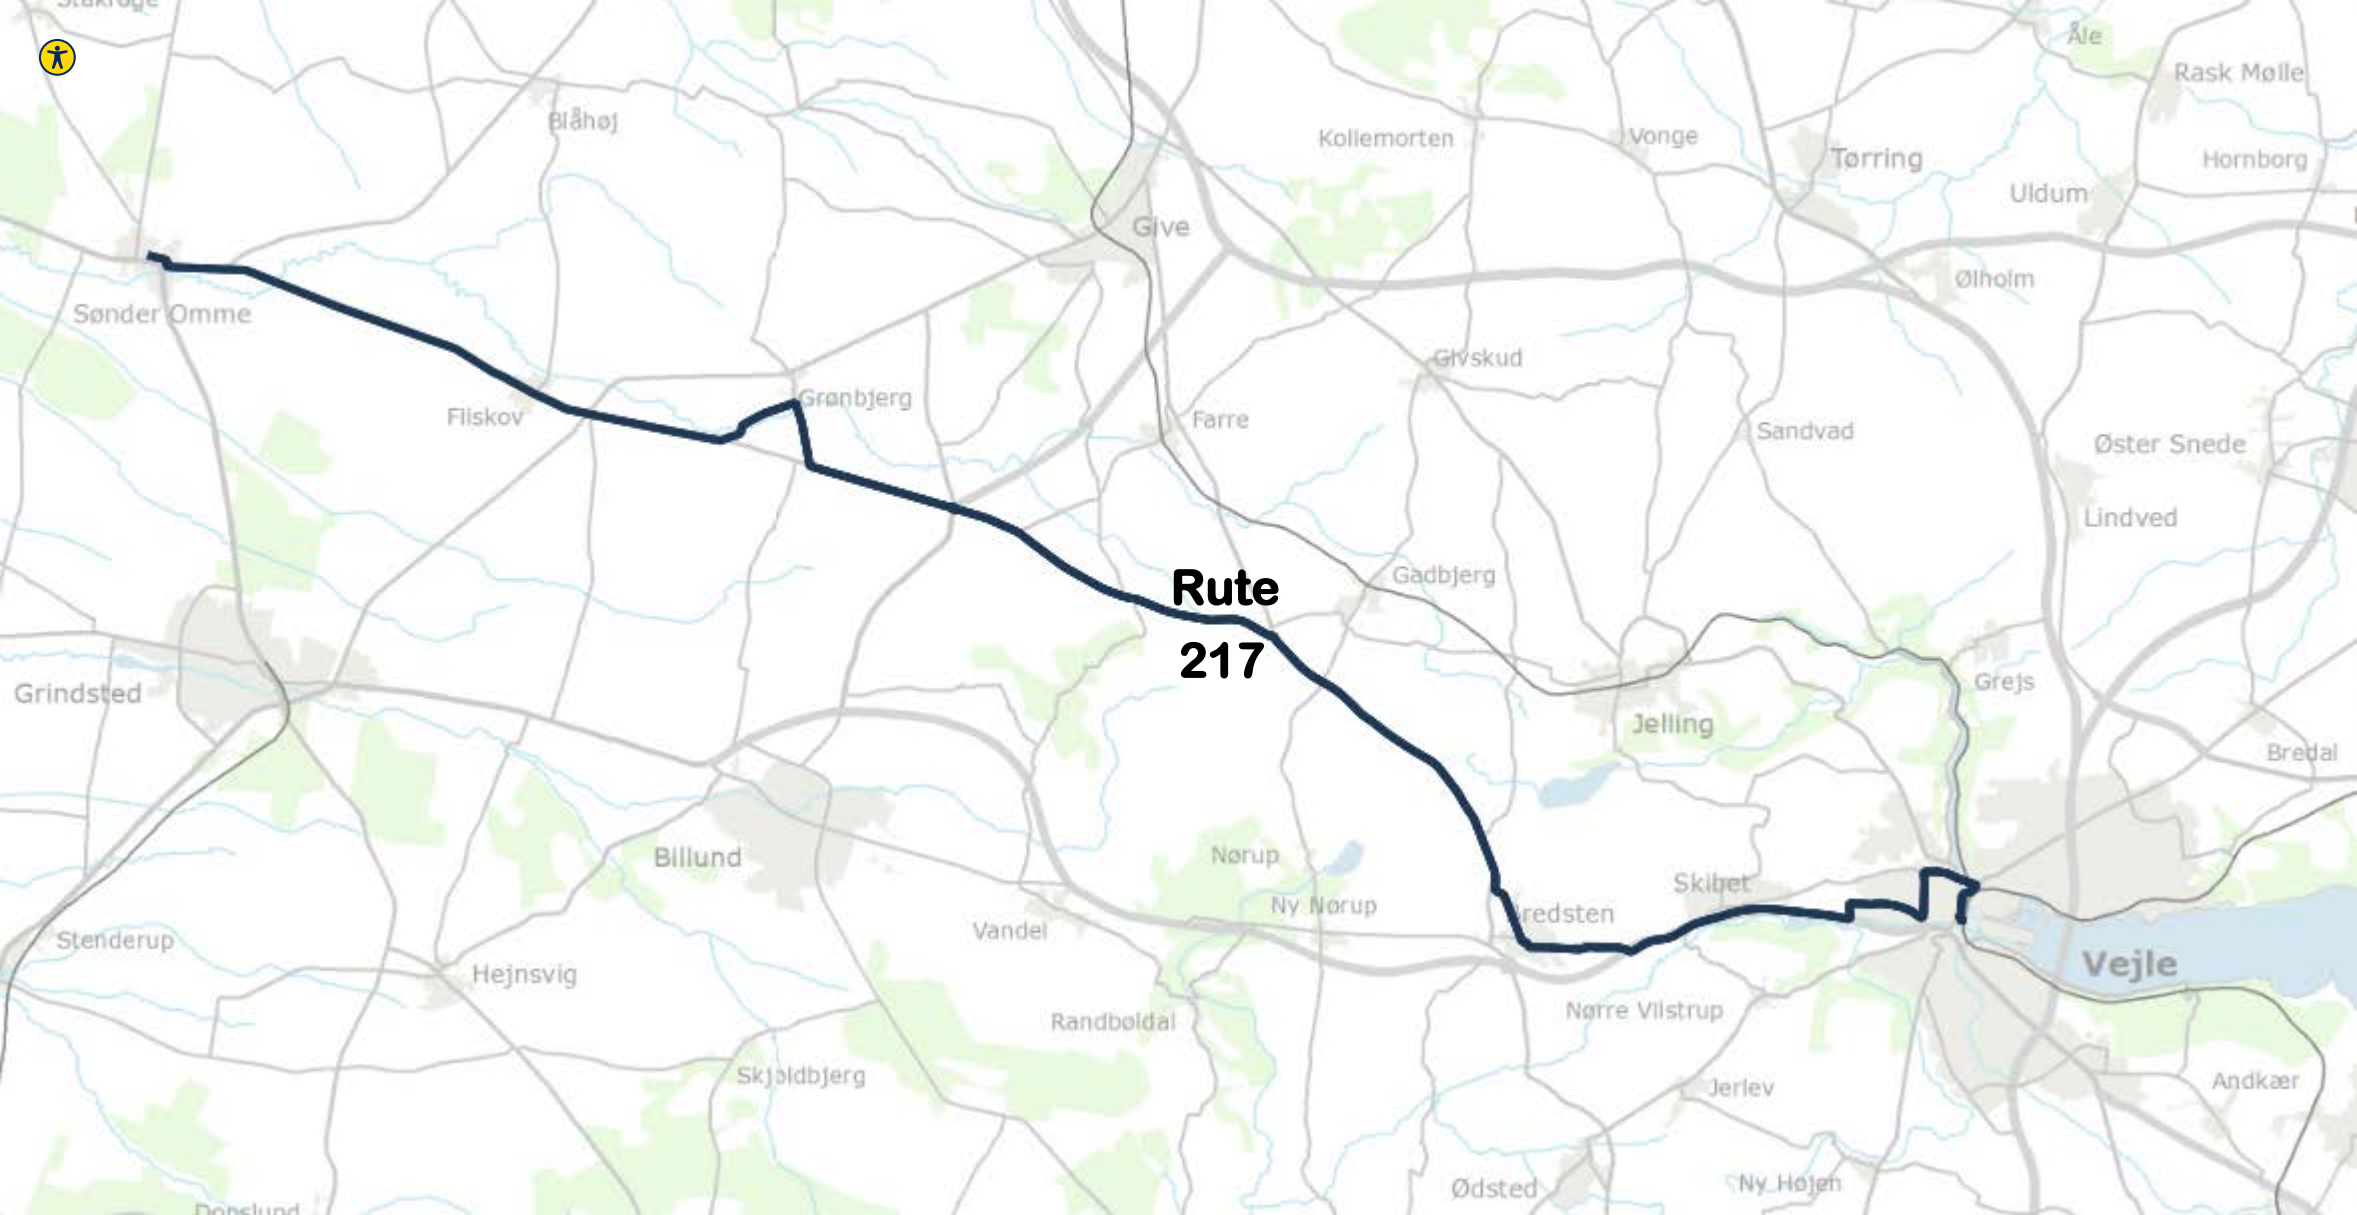 Åle
Rask Mølle
Blåhøj
Kollemorten
Vonge
Tørring
Hornborg
Uldum
Give
Ølholm
Sønder Omme
Givskud
Filskov
Grønbjerg
Farre
Sandvad
Øster Snede
Lindved
Rute
217
Gadbjerg
Grindsted
Grejs
Jelling
Bredal
Billund
Nørup
Skibet
Ny Nørup
redsten
Vandel
Stenderup
Hejnsvig
Vejle
Nørre Vilstrup
Randbøldal
Skjoldbjerg
Jerlev
Andkær
Ødsted
Ny Højen